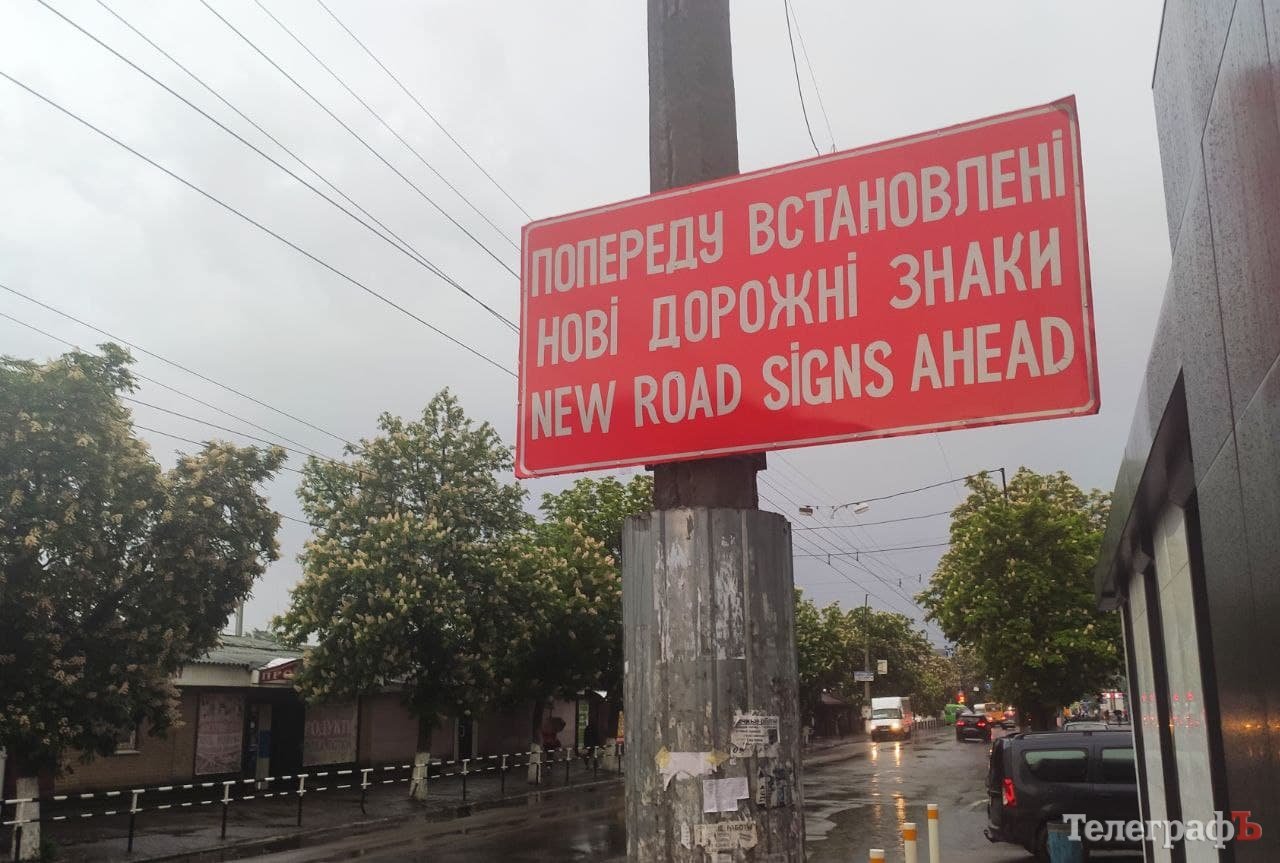 ПОПЕРЕДУ ВСТАНОВЛЕНІ
НОВІ ДОРОЖНІ ЗНАКИ
NEW ROAD SIGNS AHEAD
ТелеграфЪ